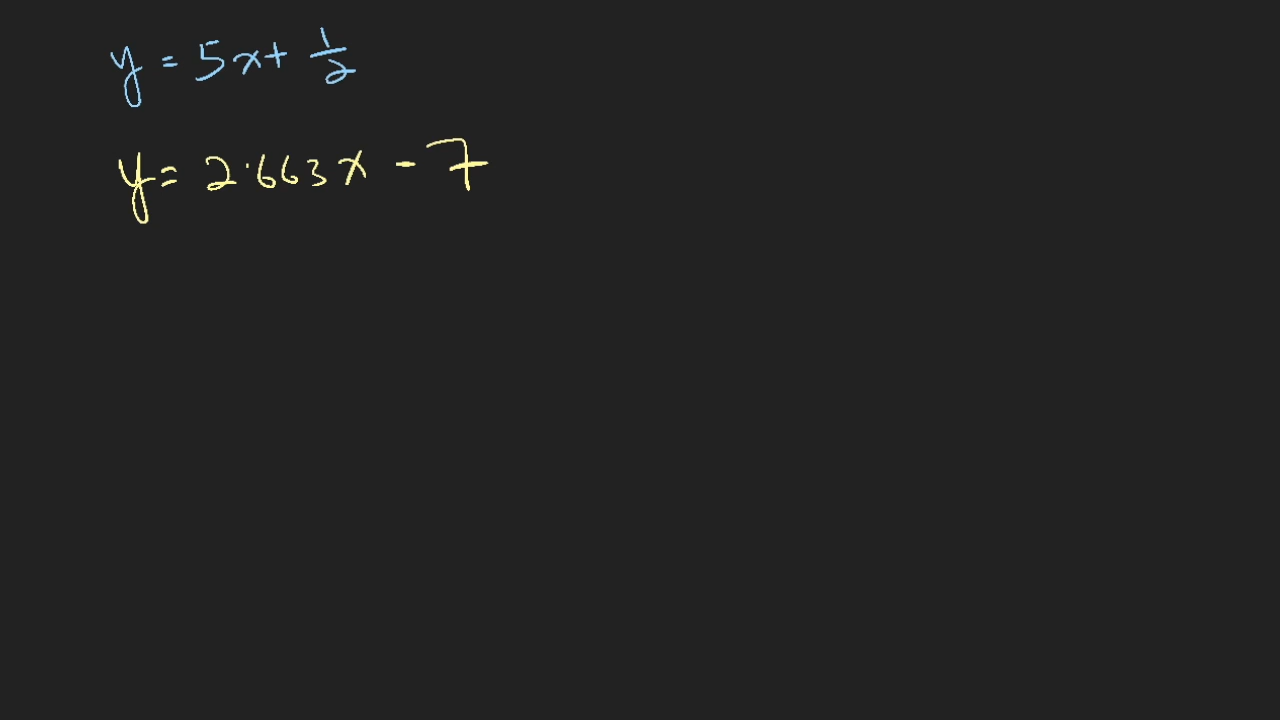 y = 5x + 1/2
y = 2.663x - 7